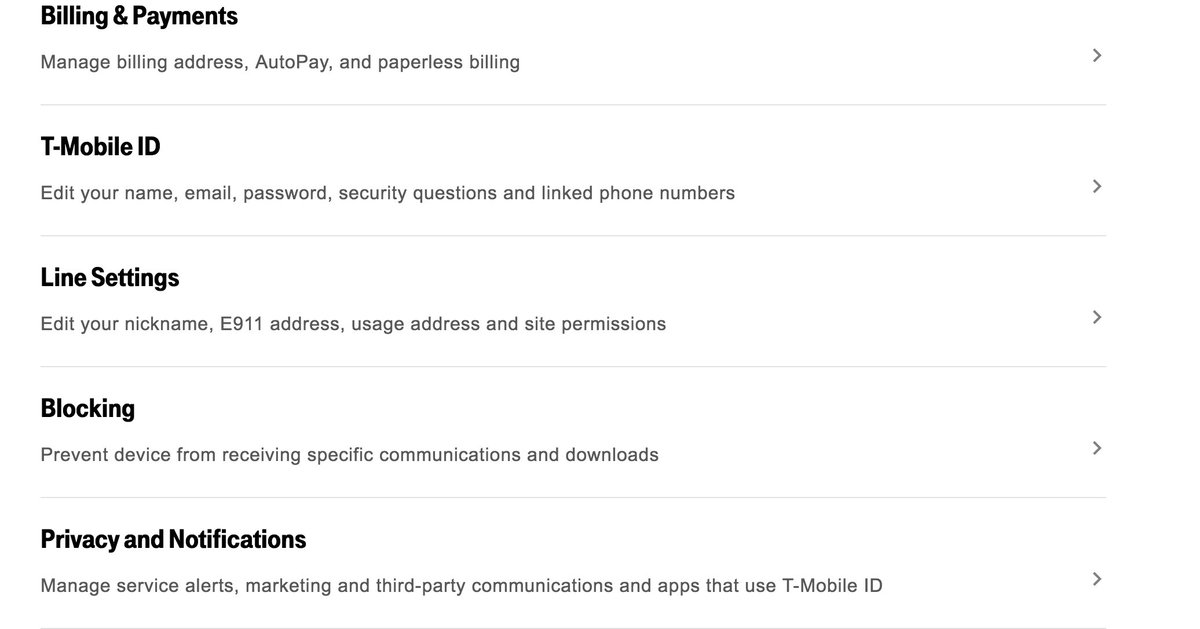 Billing & Payments
Manage billing address, AutoPay, and paperless billing
T-Mobile ID
Edit your name, email, password, security questions and linked phone numbers
Line Settings
Edit your nickname, E911 address, usage address and site permissions
Blocking
Prevent device from receiving specific communications and downloads
Privacy and Notifications
Manage service alerts, marketing and third-party communications and apps that use T-Mobile ID